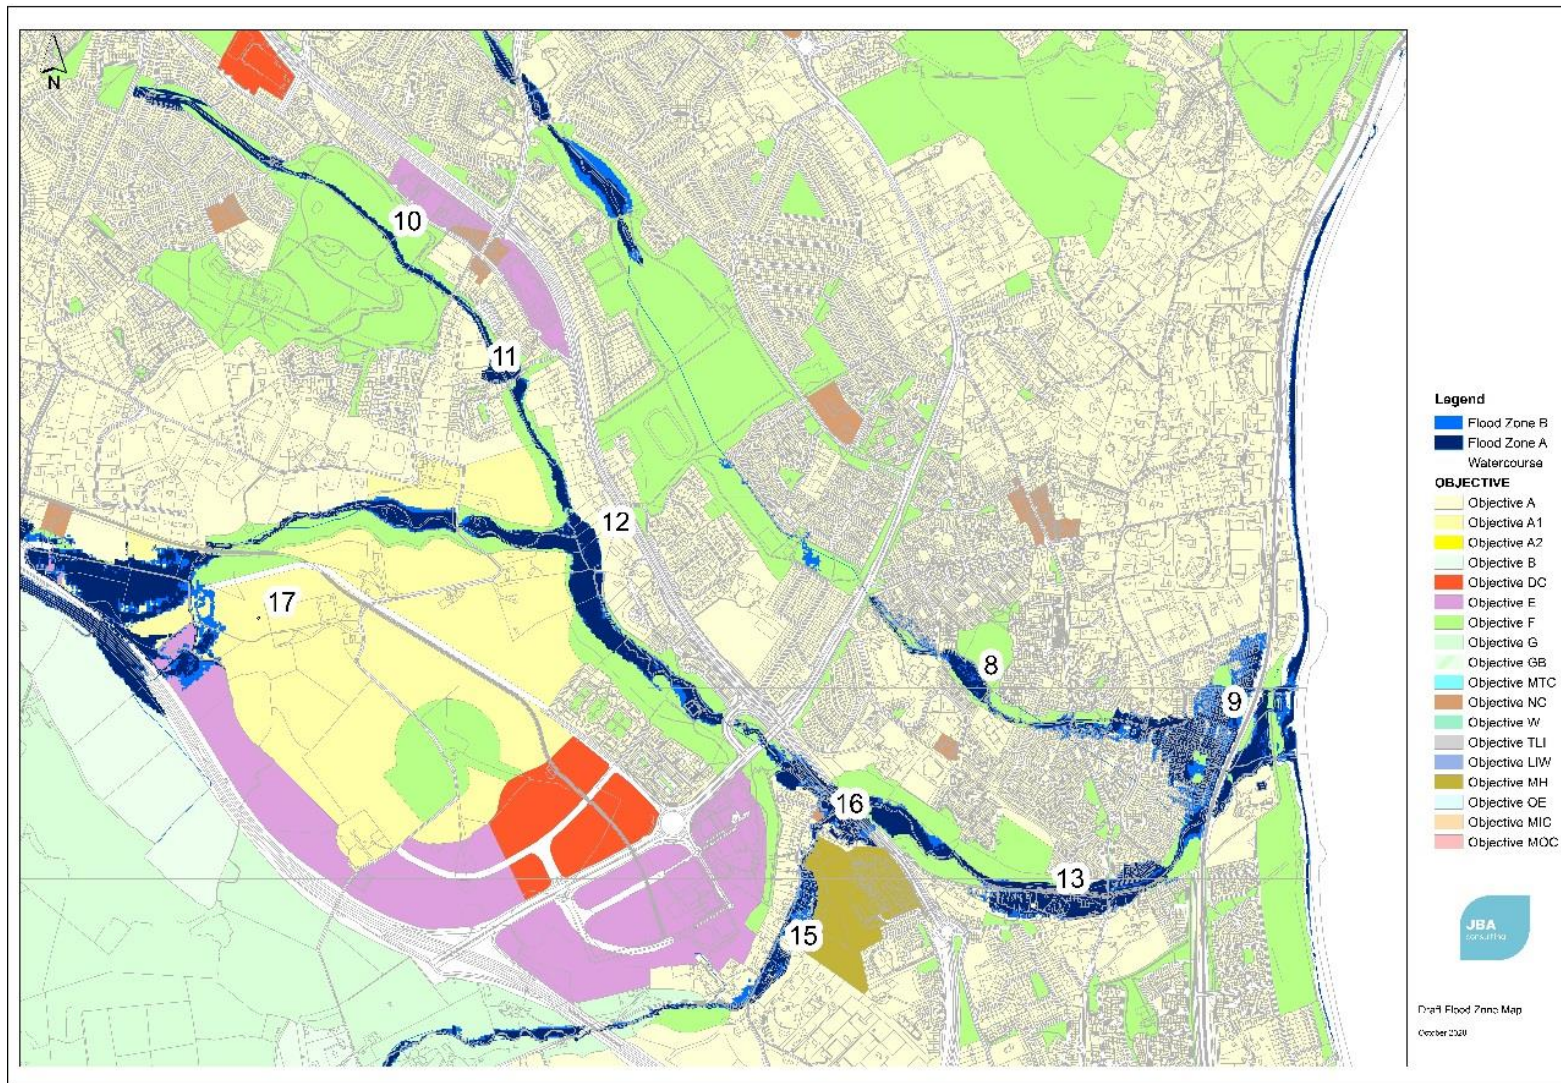 N
10
11
12
17
8
9
16
13
15
Legend
Flood Zone B
Flood Zone A
Watercourse
OBJECTIVE
Objective A
Objective A1
Objective A2
Objective B
Objective DC
Objective E
Objective F
Objective G
Objective GB
Objective MTC
Objective NC
Objective W
Objective TLI
Objective LIW
Objective MH
Objective OE
Objective MIC
Objective MOC
JBA
consulting
Draft Flood Zone Map
October 2020